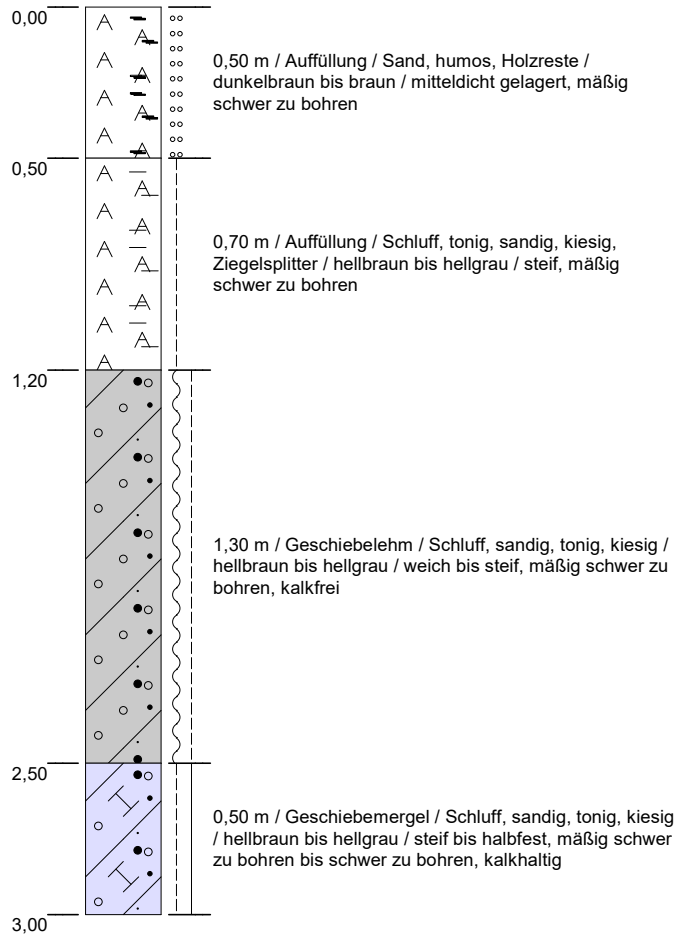 0,00
0,50 m / Auffüllung / Sand, humos, Holzreste /
dunkelbraun bis braun / mitteldicht gelagert, mäßig
schwer zu bohren
0,50
0,70 m / Auffüllung / Schluff, tonig, sandig, kiesig,
Ziegelsplitter / hellbraun bis hellgrau / steif, mäßig
schwer zu bohren
1,20
1,30 m / Geschiebelehm / Schluff, sandig, tonig, kiesig /
hellbraun bis hellgrau / weich bis steif, mäßig schwer zu
bohren, kalkfrei
2,50
0,50 m / Geschiebemergel / Schluff, sandig, tonig, kiesig
/ hellbraun bis hellgrau / steif bis halbfest, mäßig schwer
zu bohren bis schwer zu bohren, kalkhaltig
3,00